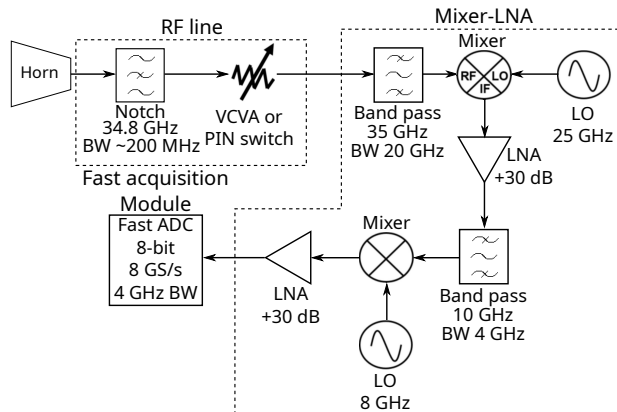 RF line
Mixer-LNA
Horn
Notch
34.8 GHz
BW ~200 MHz
VCVA or
PIN switch
Band pass
35 GHz
BW 20 GHz
Mixer
RF
LO
IF
LO
25 GHz
LNA
+30 dB
Fast acquisition
Module
Fast ADC
8-bit
8 GS/s
4 GHz BW
LNA
+30 dB
Mixer
Band pass
10 GHz
BW 4 GHz
LO
8 GHz